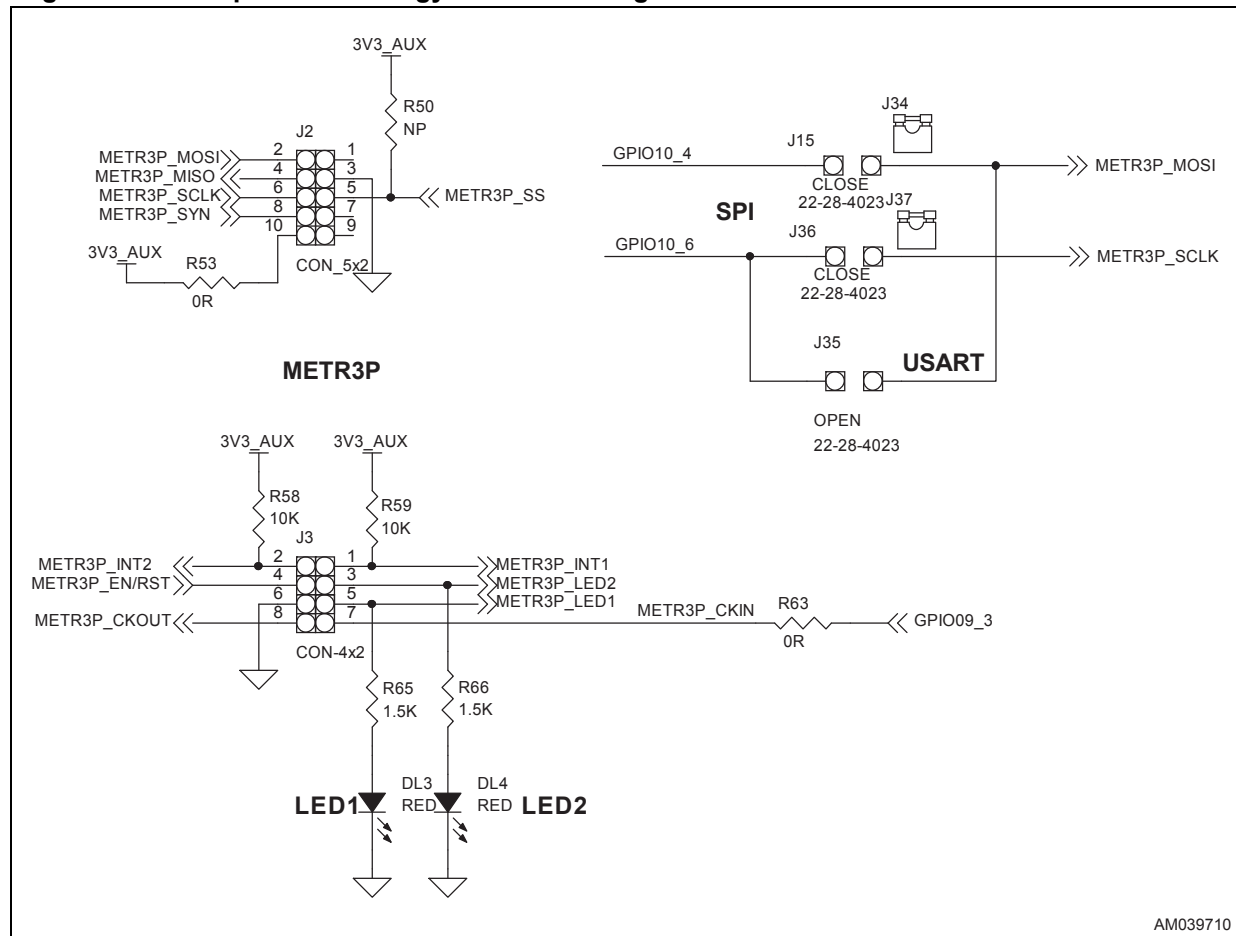 3V3_AUX
R50
NP
J2
METR3P_MOSI 2 1
METR3P_MISO 4 3
METR3P_SCLK 6 5 METR3P_SS
METR3P_SYN 8 7
10 9
3V3_AUX
R53
0R
CON_5x2
J34
J15
GPIO10_4 METR3P_MOSI
CLOSE
22-28-4023
SPI
J37
J36
GPIO10_6 METR3P_SCLK
CLOSE
22-28-4023
J35
USART
OPEN
22-28-4023
METR3P
3V3_AUX 3V3_AUX
R58
10K
R59
10K
J3
METR3P_INT2 2 1 METR3P_INT1
METR3P_EN/RST 4 3 METR3P_LED2
6 5 METR3P_LED1
METR3P_CKOUT 8 7 METR3P_CKIN R63 GPIO09_3
0R
CON-4x2
R65
1.5K
R66
1.5K
DL3
RED
DL4
RED
LED1 LED2
AM039710